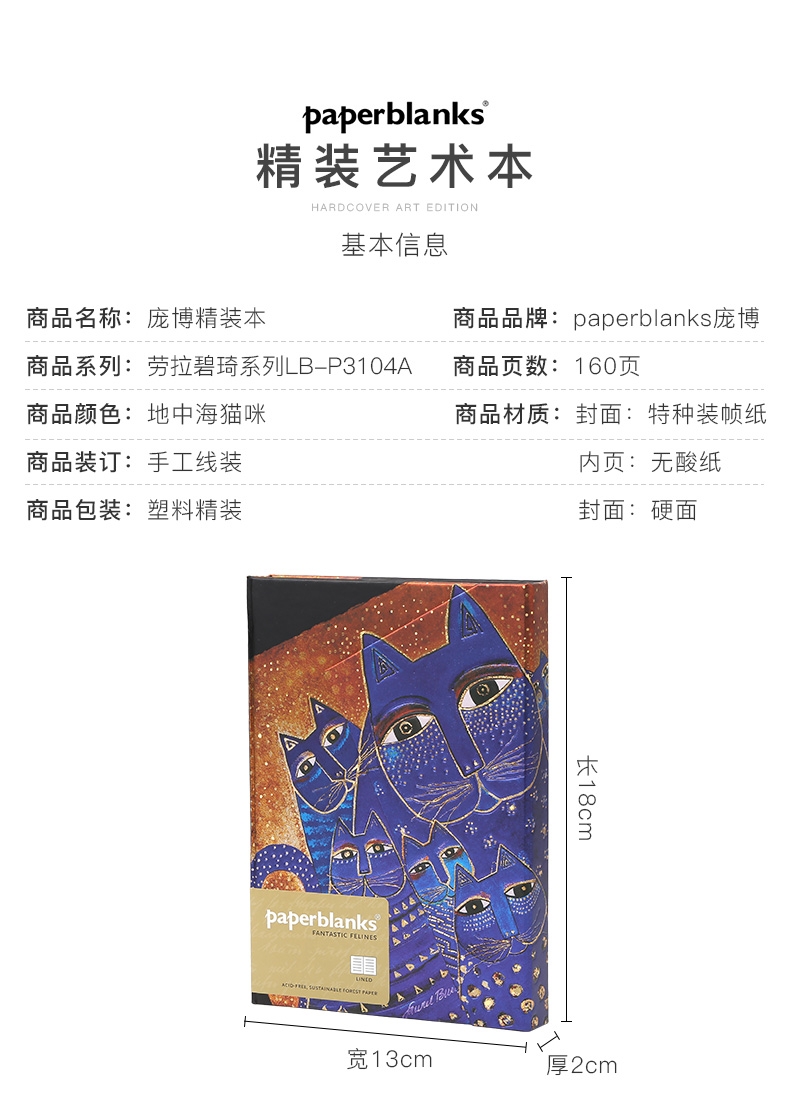 paperblanks®
精装艺术本
HARDCOVER ART EDITION
基本信息
商品名称：庞博精装本 商品品牌：paperblanks庞博
商品系列：劳拉碧琦系列LB-P3104A 商品页数：160页
商品颜色：地中海猫咪 商品材质：封面：特种装帧纸
商品装订：手工线装 内页：无酸纸
商品包装：塑料精装 封面：硬面
长18cm
paperblanks®
FANTASTIC FELINES
LINED
ACID-FREE, SUSTAINABLE FOREST PAPER
宽13cm
厚2cm